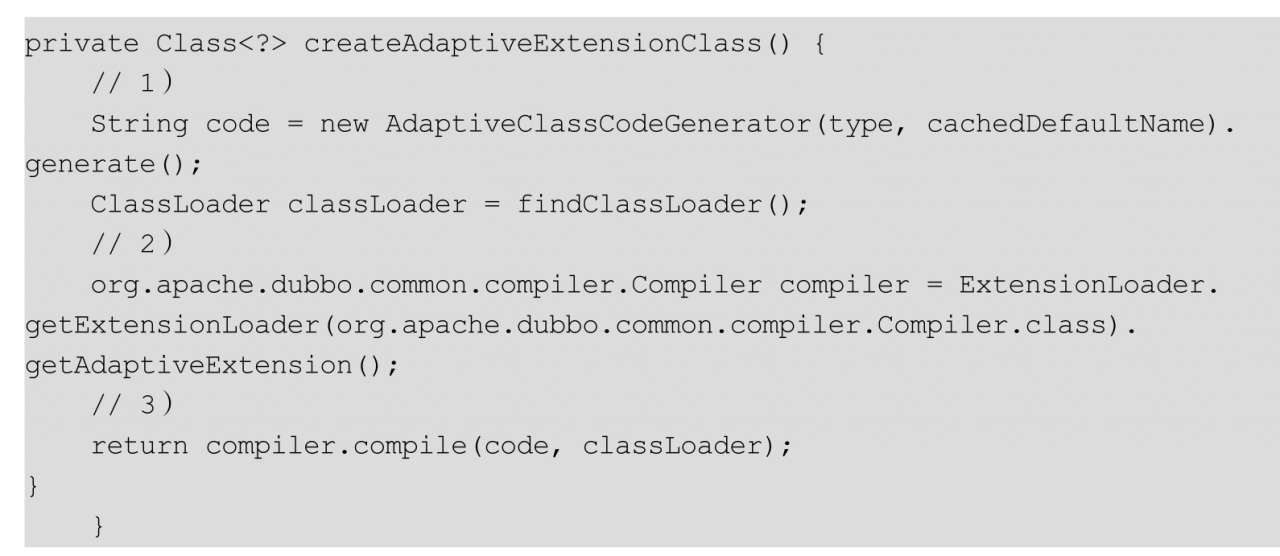 private Class<?> createAdaptiveExtensionClass() {
    // 1）
    String code = new AdaptiveClassCodeGenerator(type, cachedDefaultName).
generate();
    ClassLoader classLoader = findClassLoader();
    // 2）
    org.apache.dubbo.common.compiler.Compiler compiler = ExtensionLoader.
getExtensionLoader(org.apache.dubbo.common.compiler.Compiler.class).
getAdaptiveExtension();
    // 3）
    return compiler.compile(code, classLoader);
}
    }